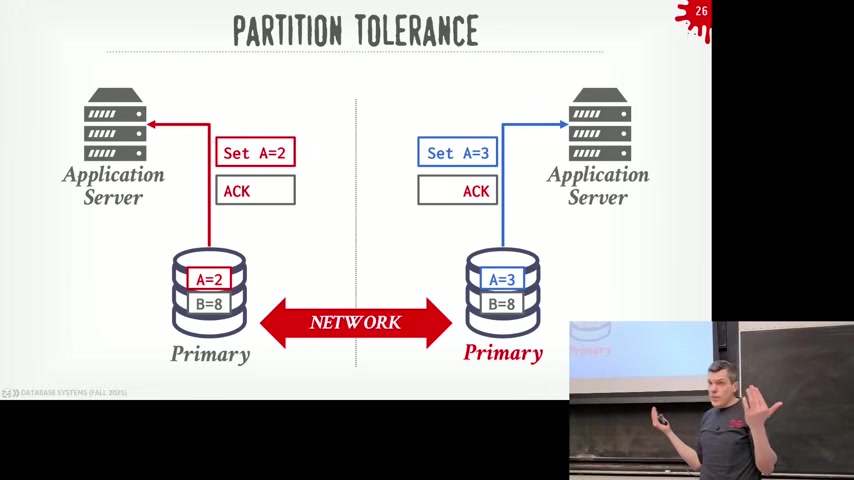 26
PARTITION TOLERANCE
Set A=2
ACK
Set A=3
ACK
Application
Server
Application
Server
A=2
B=8
A=3
B=8
NETWORK
Primary
Primary
DATABASE SYSTEMS (FALL 2025)
Primary